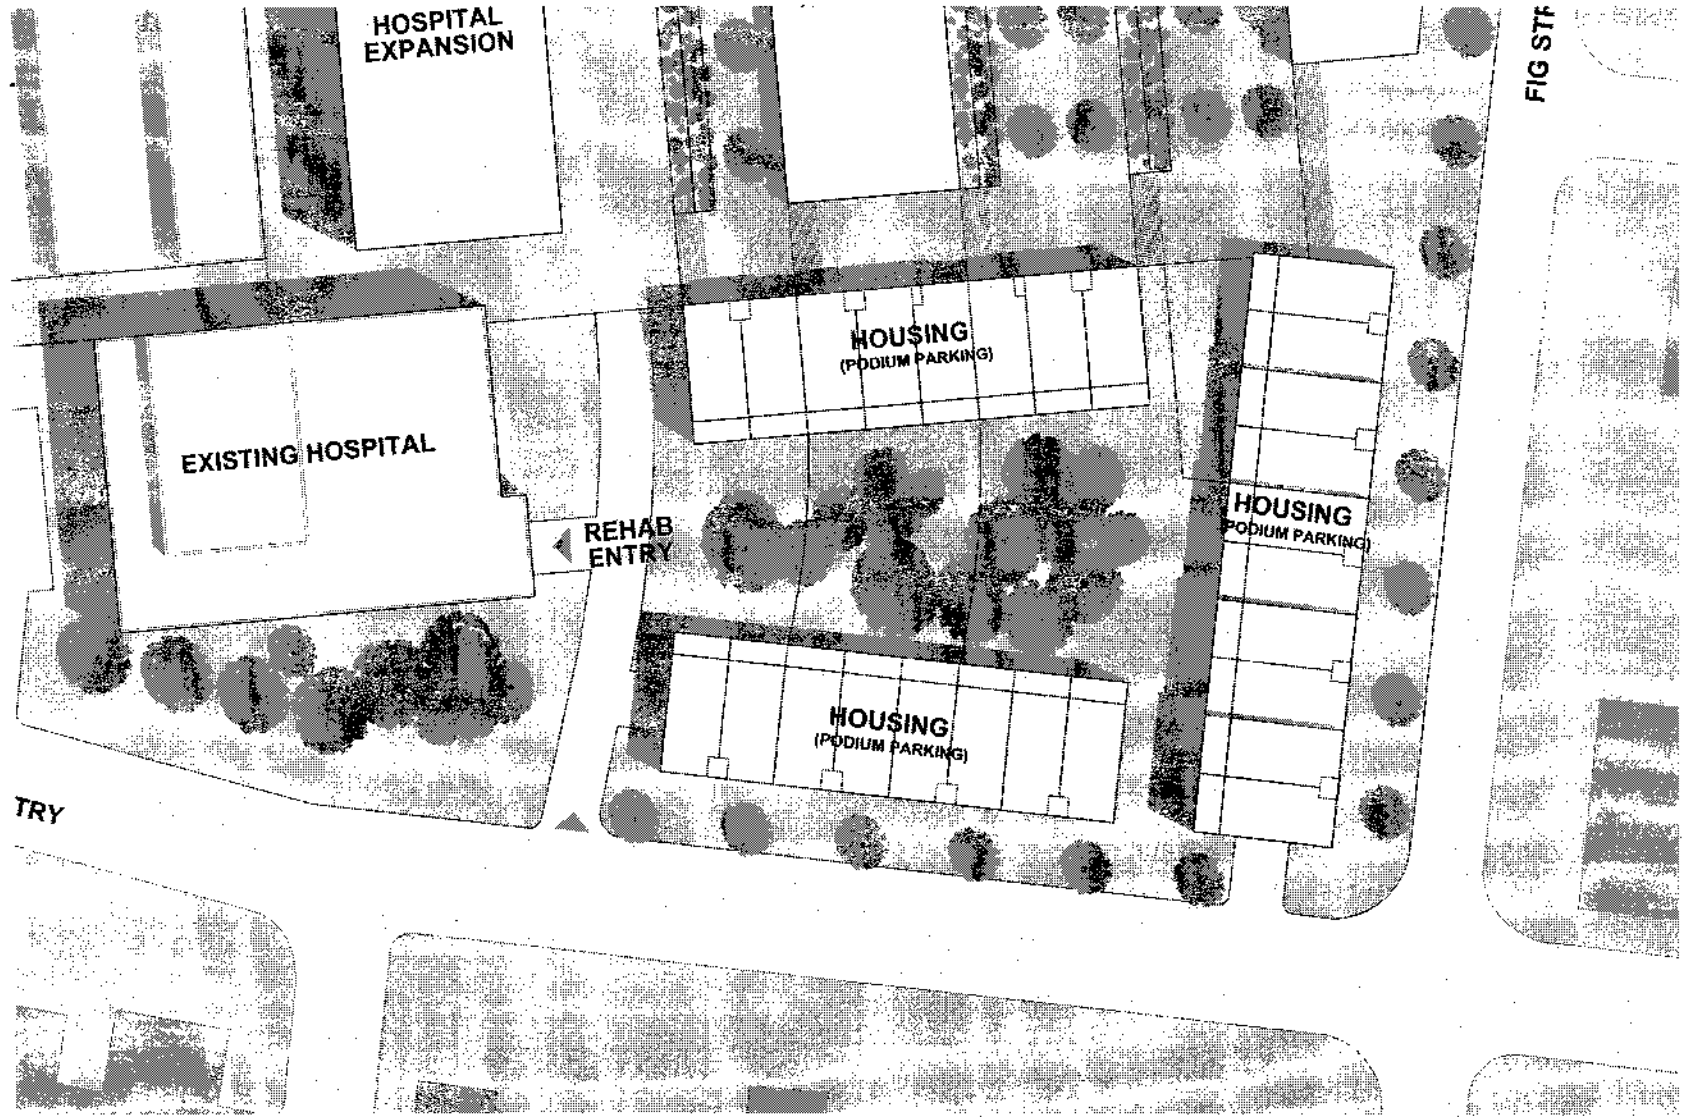 HOSPITAL
EXPANSION
FIG STR
HOUSING
(PODIUM PARKING)
EXISTING HOSPITAL
HOUSING
(PODIUM PARKING)
REHAB
ENTRY
HOUSING
(PODIUM PARKING)
TRY